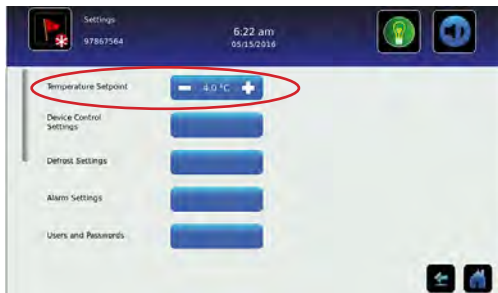 Settings
97867564
6:22 am
05/15/2016
Temperature Setpoint
4.0 °C
Device Control
Settings
Defrost Settings
Alarm Settings
Users and Passwords